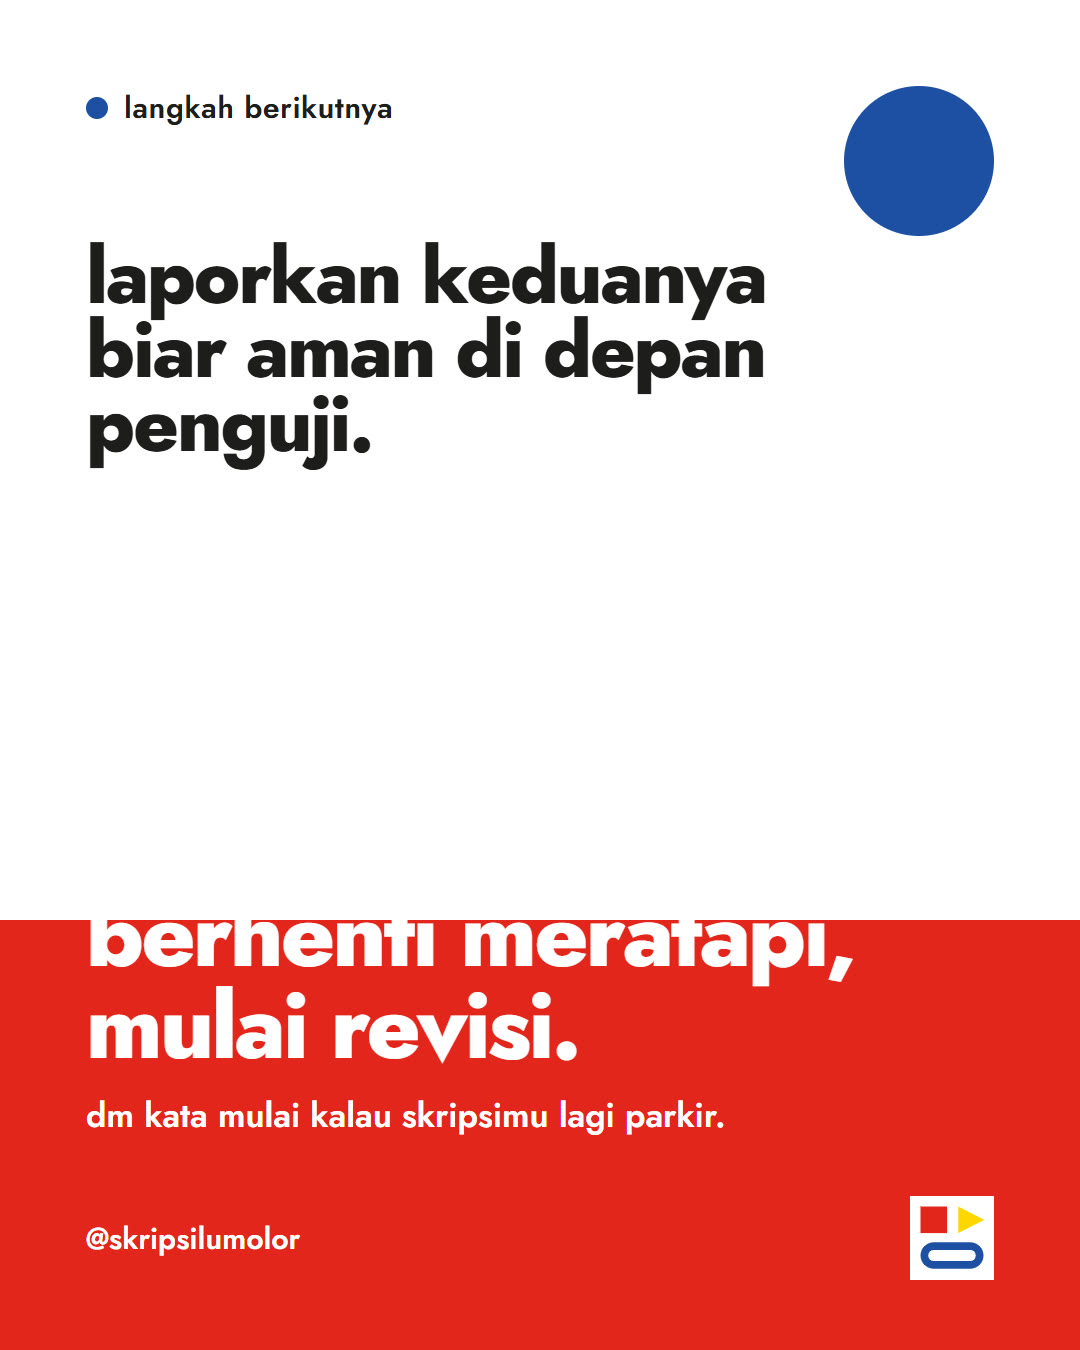 langkah berikutnya
laporkan keduanya
biar aman di depan
penguji.
berhenti meratapi,
mulai revisi.
dm kata mulai kalau skripsimu lagi parkir.
@skripsilumolor